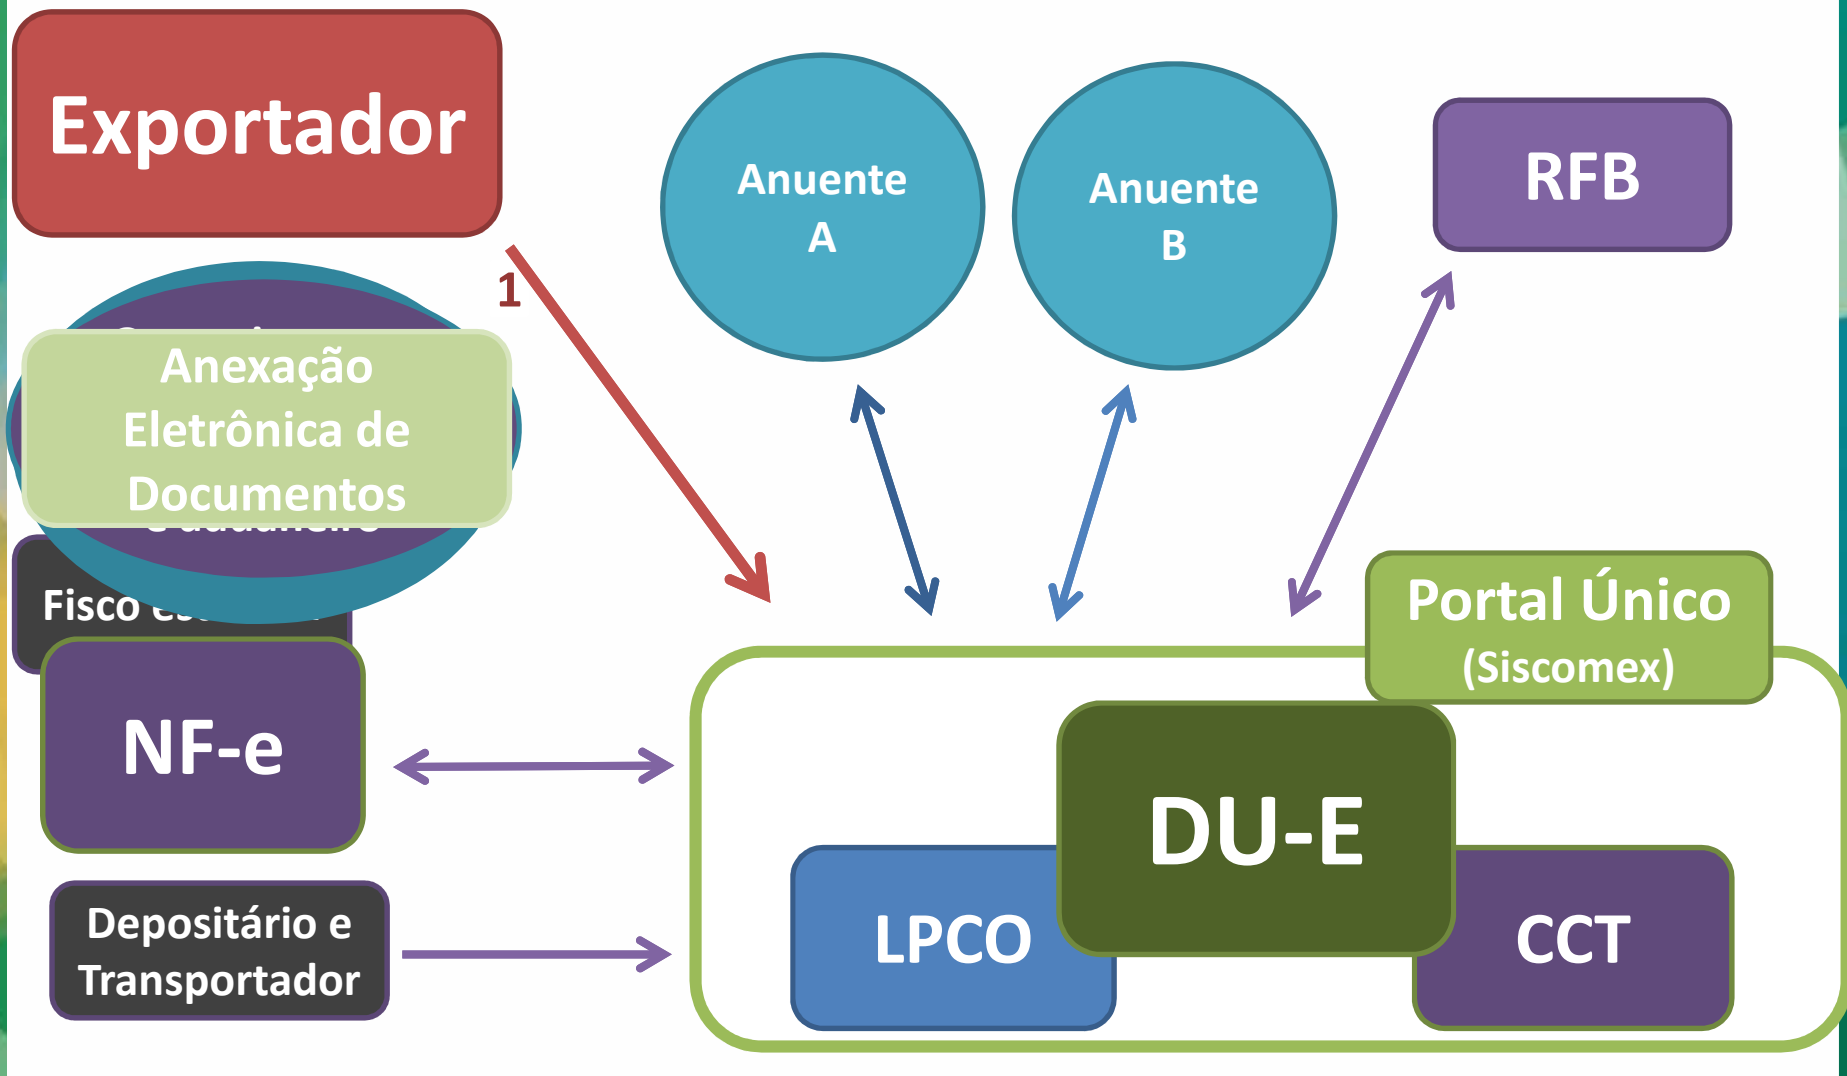 Exportador
1
Anuente
A
Anuente
B
RFB
Anexação
Eletrônica de
Documentos
Fisco
NF-e
Depositário e
Transportador
Portal Único
(Siscomex)
DU-E
LPCO
CCT